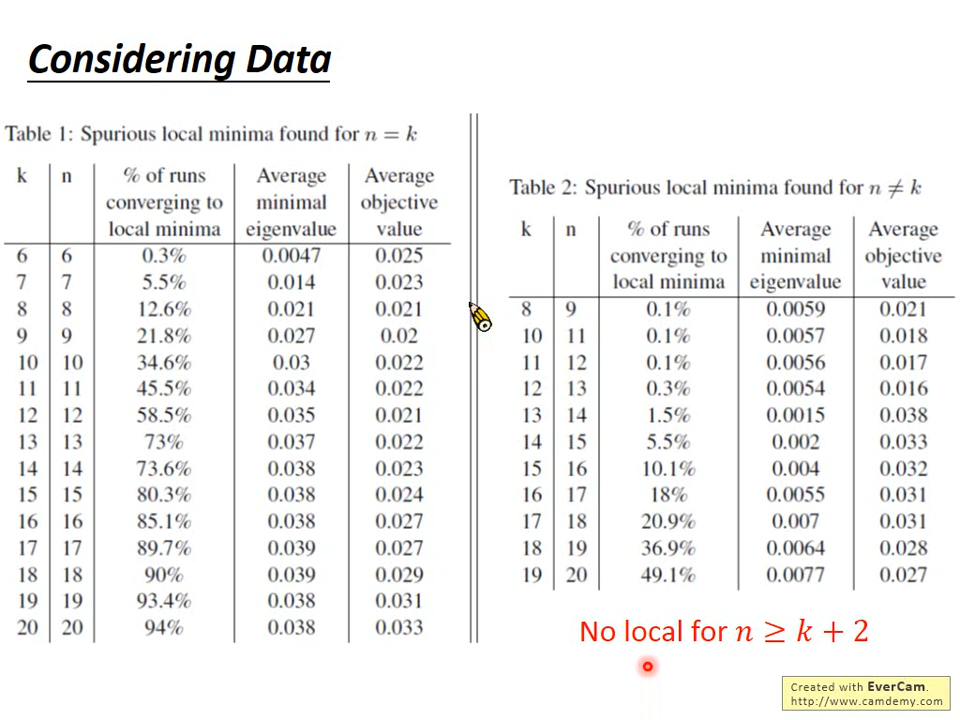 Considering Data
Table 1: Spurious local minima found for n = k
k n % of runs converging to local minima Average minimal eigenvalue Average objective value
6 6 0.3% 0.0047 0.025
7 7 5.5% 0.014 0.023
8 8 12.6% 0.021 0.021
9 9 21.8% 0.027 0.02
10 10 34.6% 0.03 0.022
11 11 45.5% 0.034 0.022
12 12 58.5% 0.035 0.021
13 13 73% 0.037 0.022
14 14 73.6% 0.038 0.023
15 15 80.3% 0.038 0.024
16 16 85.1% 0.038 0.027
17 17 89.7% 0.039 0.027
18 18 90% 0.039 0.029
19 19 93.4% 0.038 0.031
20 20 94% 0.038 0.033
Table 2: Spurious local minima found for n ≠ k
k n % of runs converging to local minima Average minimal eigenvalue Average objective value
8 9 0.1% 0.0059 0.021
10 11 0.1% 0.0057 0.018
11 12 0.1% 0.0056 0.017
12 13 0.3% 0.0054 0.016
13 14 1.5% 0.0015 0.038
14 15 5.5% 0.002 0.033
15 16 10.1% 0.004 0.032
16 17 18% 0.0055 0.031
17 18 20.9% 0.007 0.031
18 19 36.9% 0.0064 0.028
19 20 49.1% 0.0077 0.027
No local for n ≥ k + 2
Created with EverCam.
http://www.camdemy.com